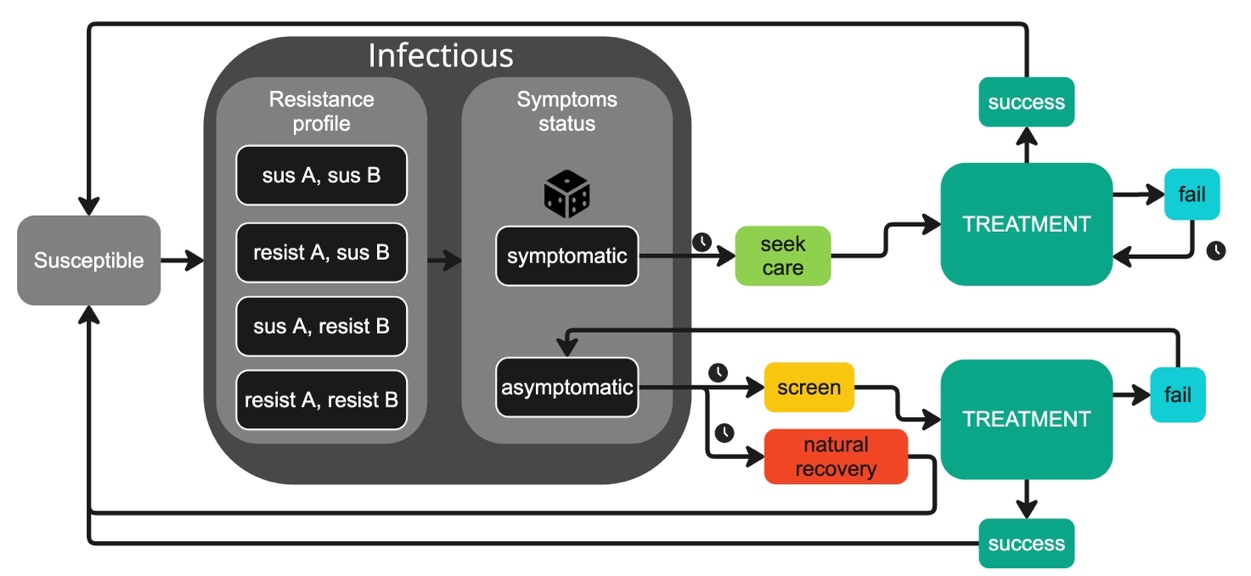 Infectious
Resistance
profile
Symptoms
status
sus A, sus B
resist A, sus B
sus A, resist B
resist A, resist B
Susceptible
symptomatic
asymptomatic
seek
care
TREATMENT
success
fail
screen
natural
recovery
TREATMENT
fail
success